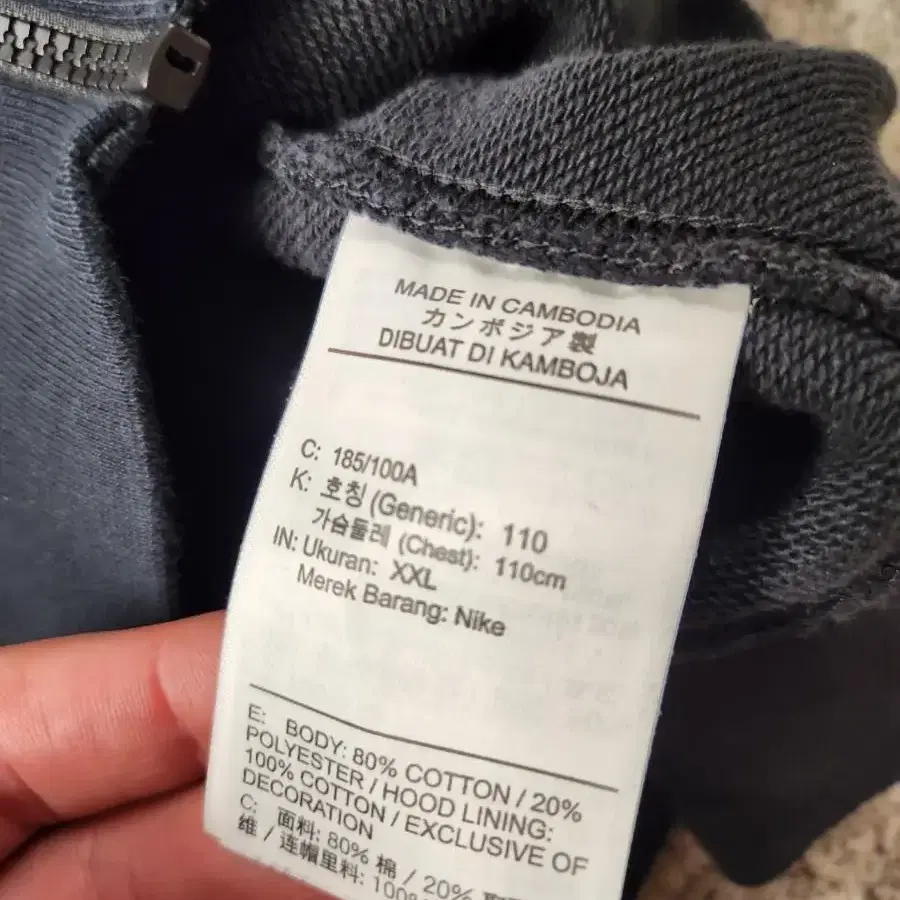 MADE IN CAMBODIA
カンボジア製
DIBUAT DI KAMBOJA
C: 185/100A
K: 호칭 (Generic): 110
가슴둘레 (Chest): 110cm
IN: Ukuran: XXL
Merek Barang: Nike
E: BODY: 80% COTTON / 20%
POLYESTER / HOOD LINING:
100% COTTON / EXCLUSIVE OF
DECORATION
C: 面料: 80% 棉 / 20%
维 / 连帽里料: 100%